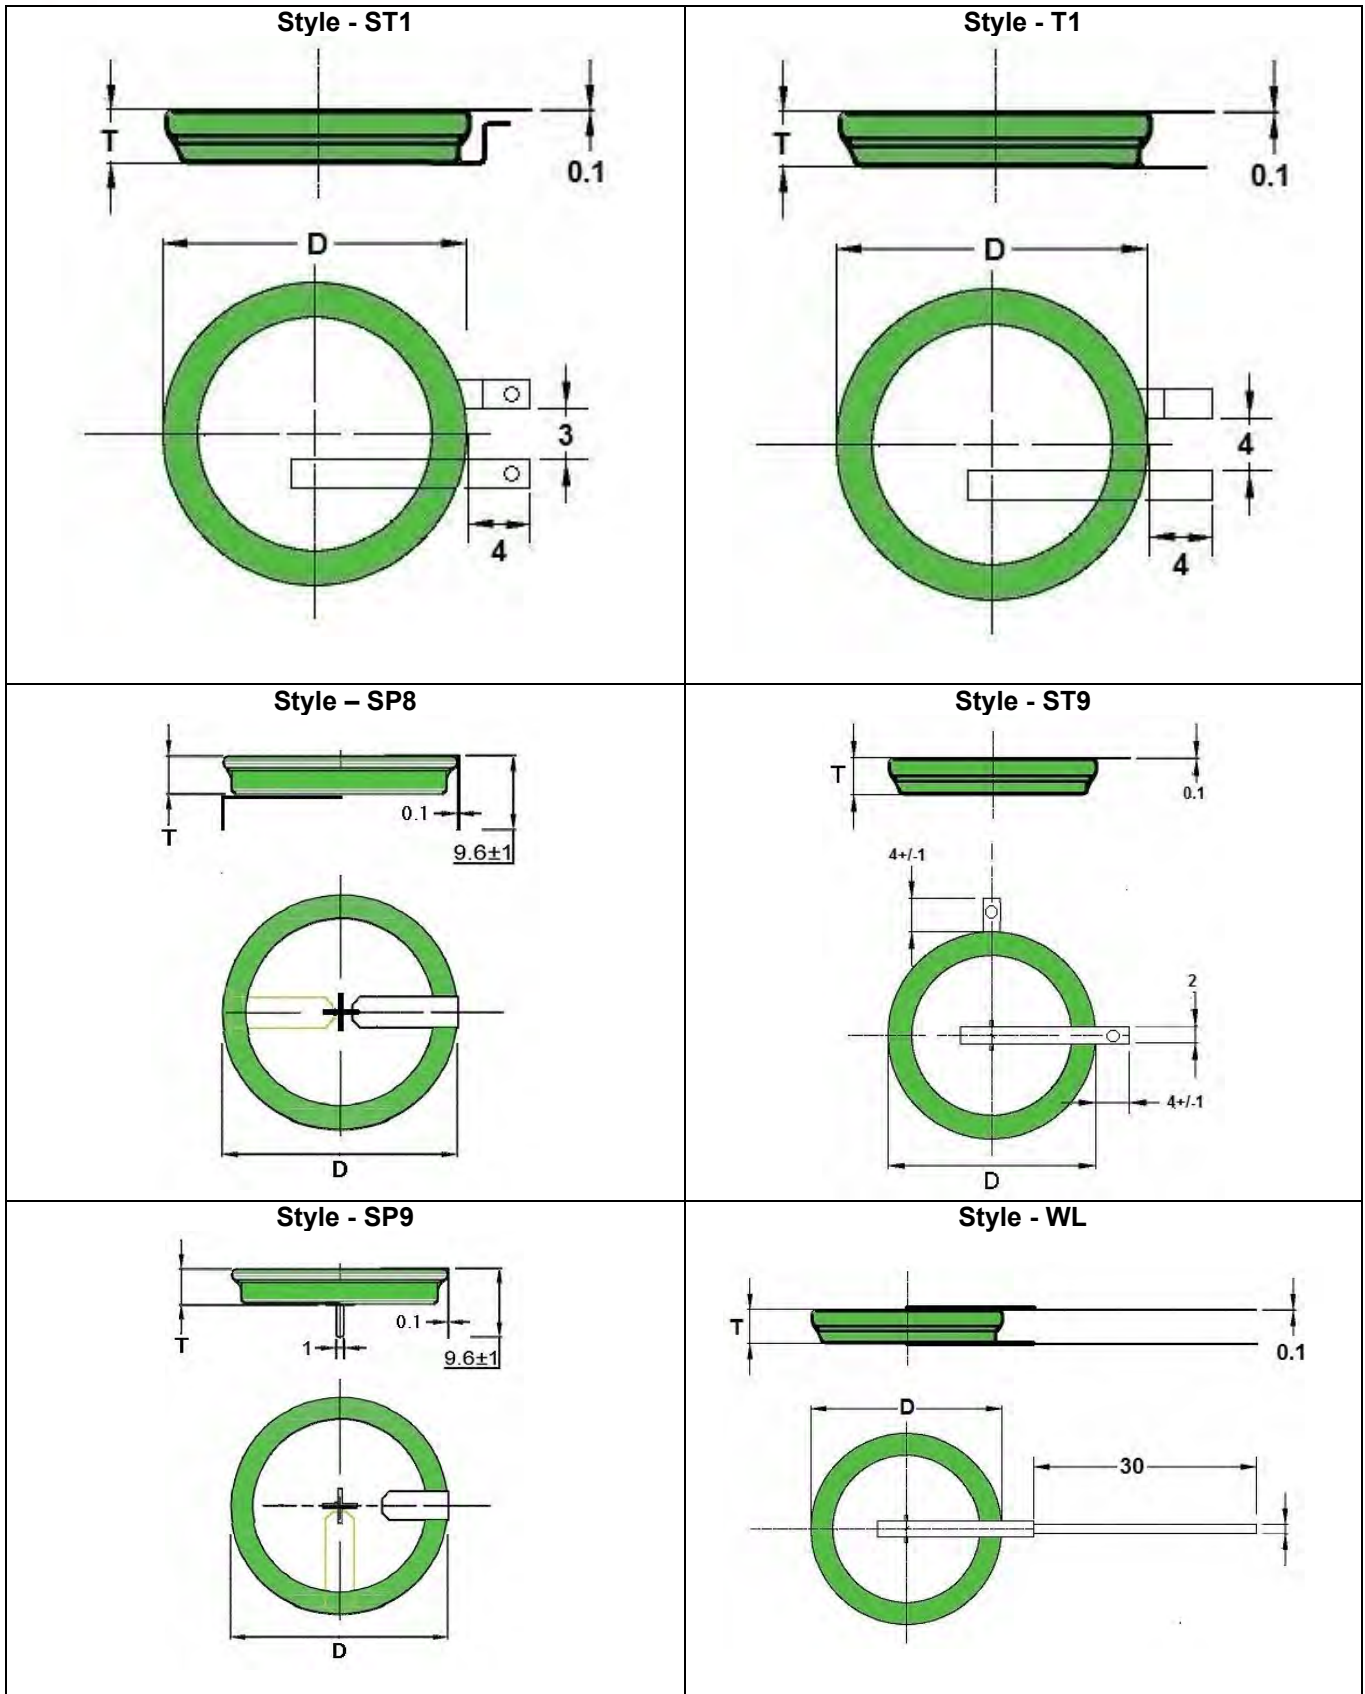 Style - ST1
T
0.1
D
3
4
Style - T1
T
0.1
D
4
4
Style – SP8
T
0.1
9.6±1
D
Style - ST9
T
0.1
4+/-1
2
4+/-1
D
Style - SP9
T
1
0.1
9.6±1
D
Style - WL
T
0.1
D
30